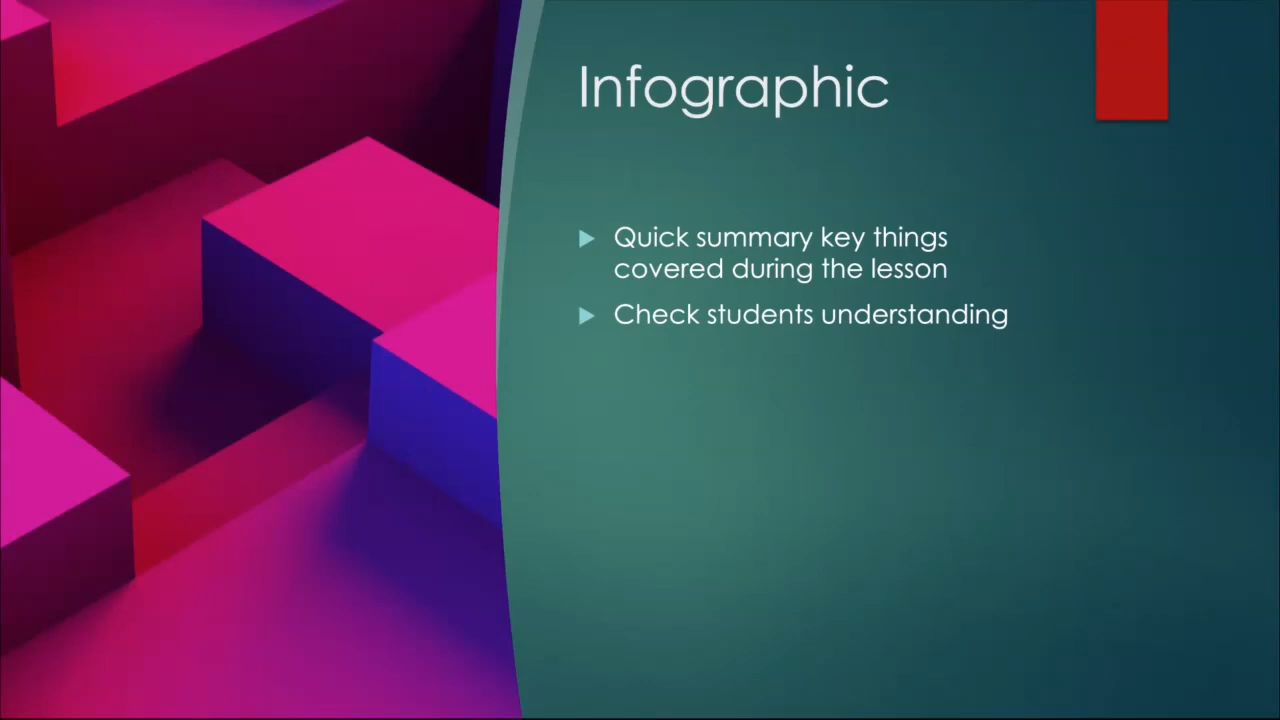 Infographic
Quick summary key things
covered during the lesson
Check students understanding